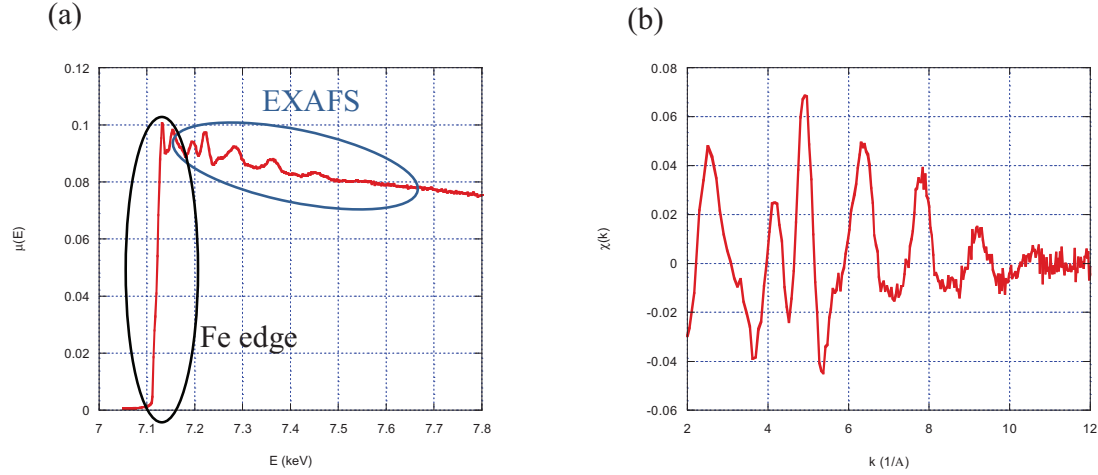 (a)
0.12
0.1
0.08
0.06
0.04
0.02
0
μ(E)
EXAFS
Fe edge
7 7.1 7.2 7.3 7.4 7.5 7.6 7.7 7.8
E (keV)
(b)
0.08
0.06
0.04
0.02
0
-0.02
-0.04
-0.06
χ(k)
2 4 6 8 10 12
k (1/A)